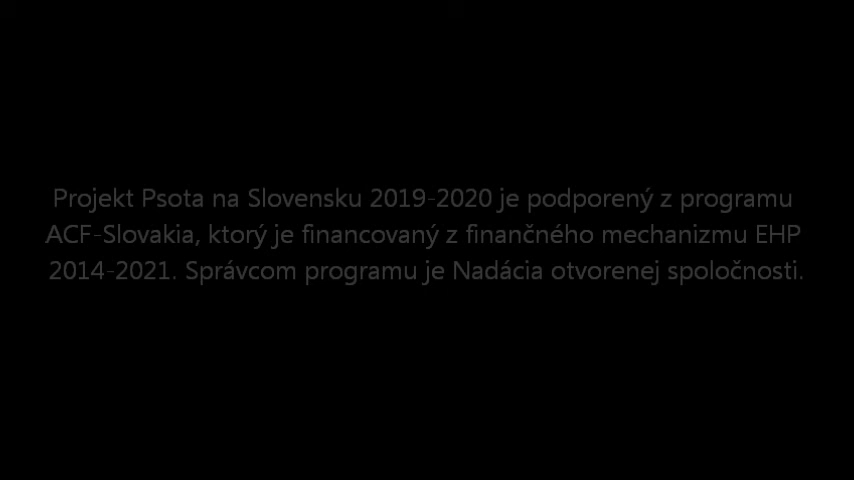 Projekt Psota na Slovensku 2019-2020 je podporený z programu
ACF-Slovakia, ktorý je financovaný z finančného mechanizmu EHP
2014-2021. Správcom programu je Nadácia otvorenej spoločnosti.